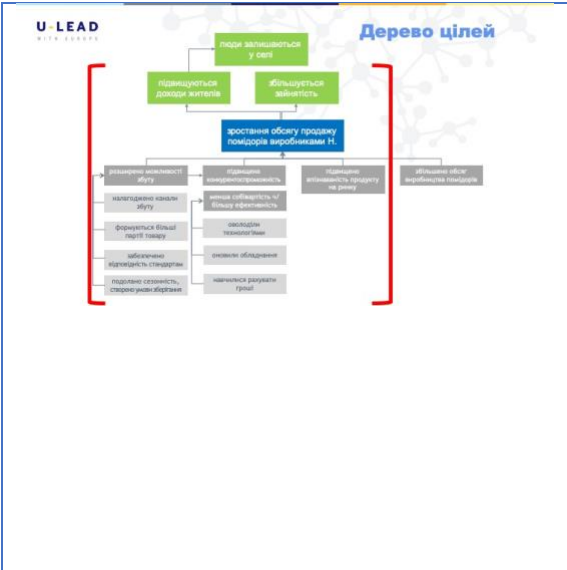 U-LEAD
WITH EUROPE
Дерево цілей
люди залишаються
у селі
підвищуються
доходи жителів
збільшується
зайнятість
зростання обсягу продажу
помідорів виробниками Н.
розширено можливості
збуту
підвищено
конкурентоспроможність
підвищено
впізнаваність продукту
на ринку
збільшено обсяг
виробництва помідорів
налагоджено канали
збуту
менша собівартість ч/
більшу ефективність
формуються більші
партії товару
оволоділи
технологіями
забезпечено
відповідність стандартам
оновили обладнання
подолано сезонність,
створено умови зберігання
навчилися рахувати
гроші